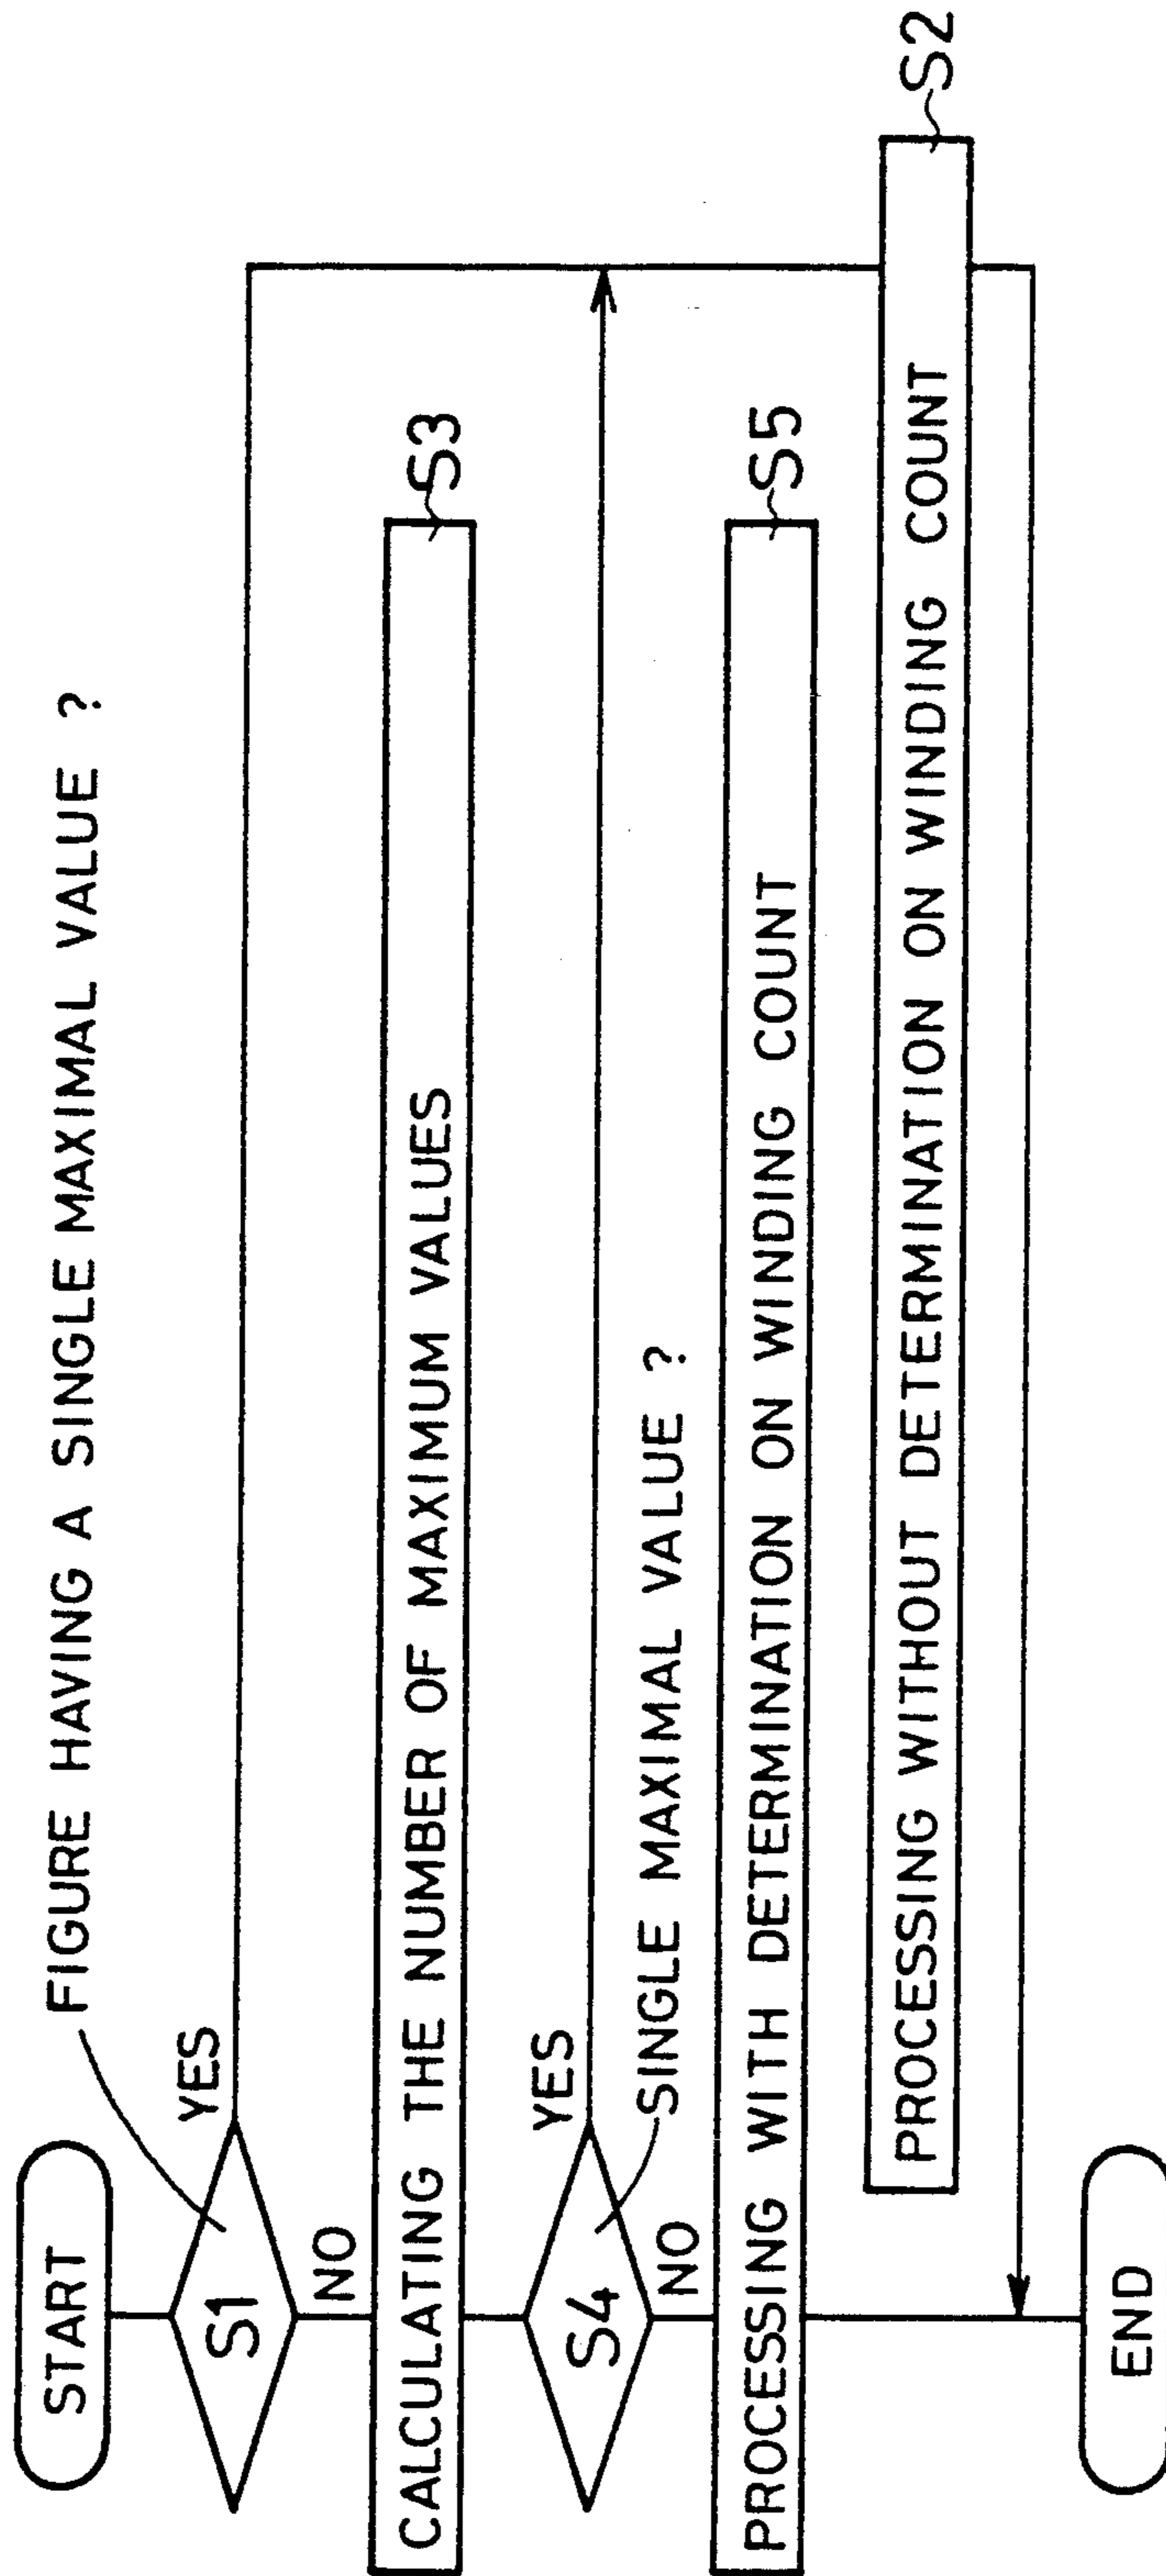 START
FIGURE HAVING A SINGLE MAXIMAL VALUE ?
S1
YES
NO
CALCULATING THE NUMBER OF MAXIMUM VALUES
S3
S4
YES
SINGLE MAXIMAL VALUE ?
NO
PROCESSING WITH DETERMINATION ON WINDING COUNT
S5
PROCESSING WITHOUT DETERMINATION ON WINDING COUNT
S2
END